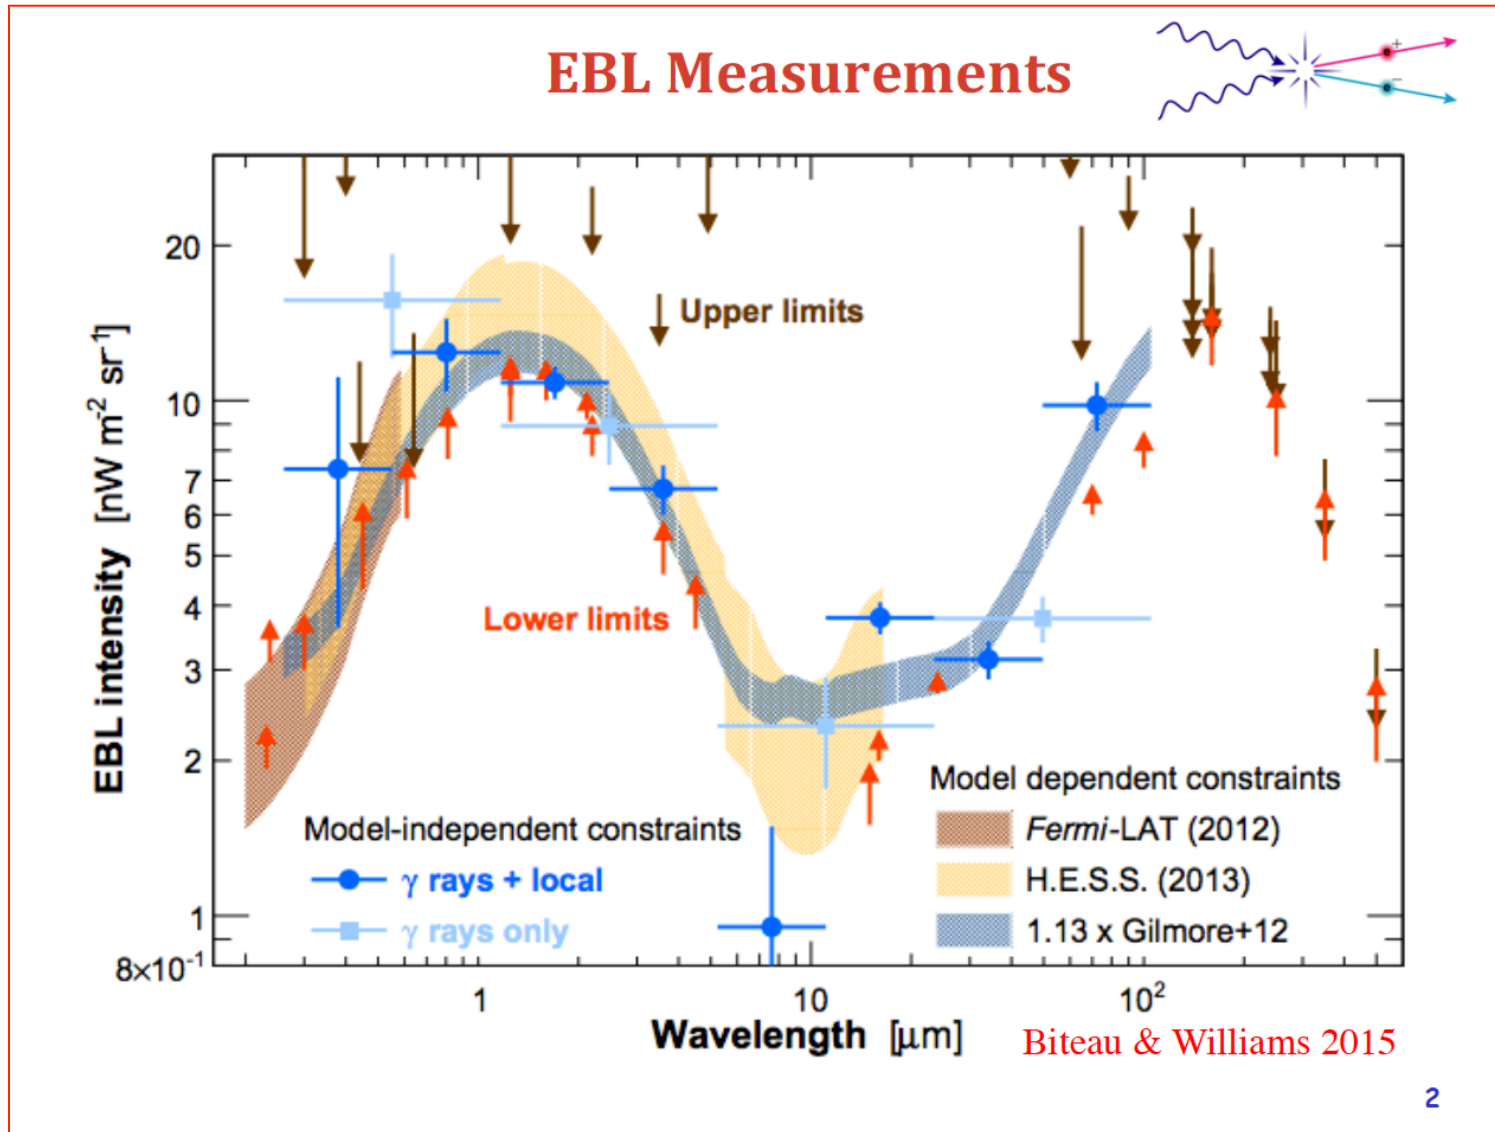 EBL Measurements
+
−
20
10
7
6
5
4
3
2
1
8×10⁻¹
EBL intensity [nW m⁻² sr⁻¹]
Upper limits
Lower limits
Model-independent constraints
γ rays + local
γ rays only
Model dependent constraints
Fermi-LAT (2012)
H.E.S.S. (2013)
1.13 x Gilmore+12
1 10 10²
Wavelength [μm]
Biteau & Williams 2015
2